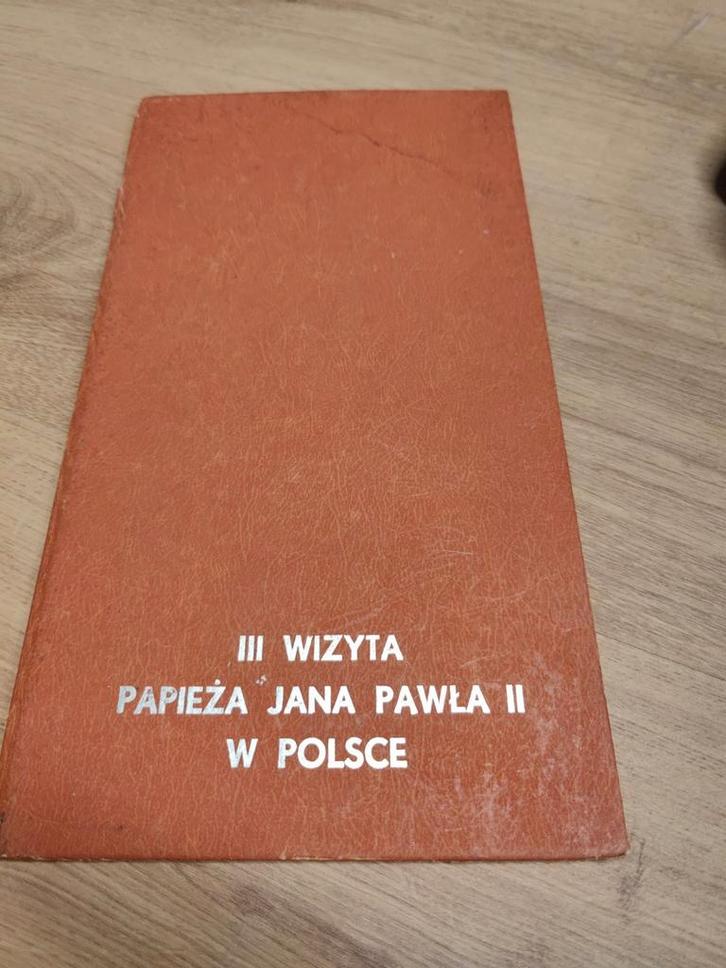 III WIZYTA
PAPIEŻA JANA PAWŁA II
W POLSCE